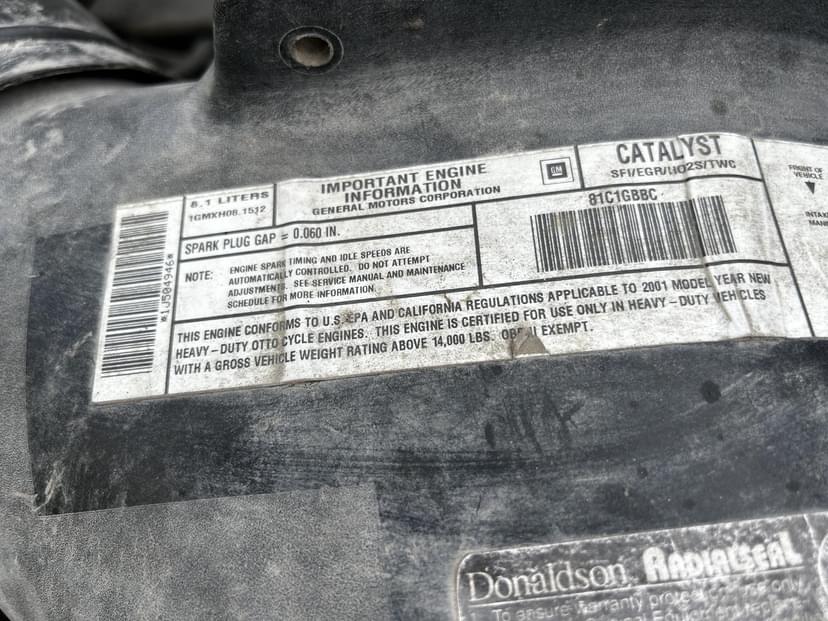 8.1 LITERS
1GMXH08.1512
IMPORTANT ENGINE
INFORMATION
GENERAL MOTORS CORPORATION
GM
CATALYST
SFI/EGR/HO2S/TWC
SPARK PLUG GAP = 0.060 IN.
81C1GBBC
NOTE: ENGINE SPARK TIMING AND IDLE SPEEDS ARE
AUTOMATICALLY CONTROLLED. DO NOT ATTEMPT
ADJUSTMENTS. SEE SERVICE MANUAL AND MAINTENANCE
SCHEDULE FOR MORE INFORMATION.
THIS ENGINE CONFORMS TO U.S. EPA AND CALIFORNIA REGULATIONS APPLICABLE TO 2001 MODEL YEAR NEW
HEAVY-DUTY OTTO CYCLE ENGINES. THIS ENGINE IS CERTIFIED FOR USE ONLY IN HEAVY-DUTY VEHICLES
WITH A GROSS VEHICLE WEIGHT RATING ABOVE 14,000 LBS. OBD II EXEMPT.
*1J584946*
FRONT OF
VEHICLE
Donaldson RADIALSEAL
To assure warranty